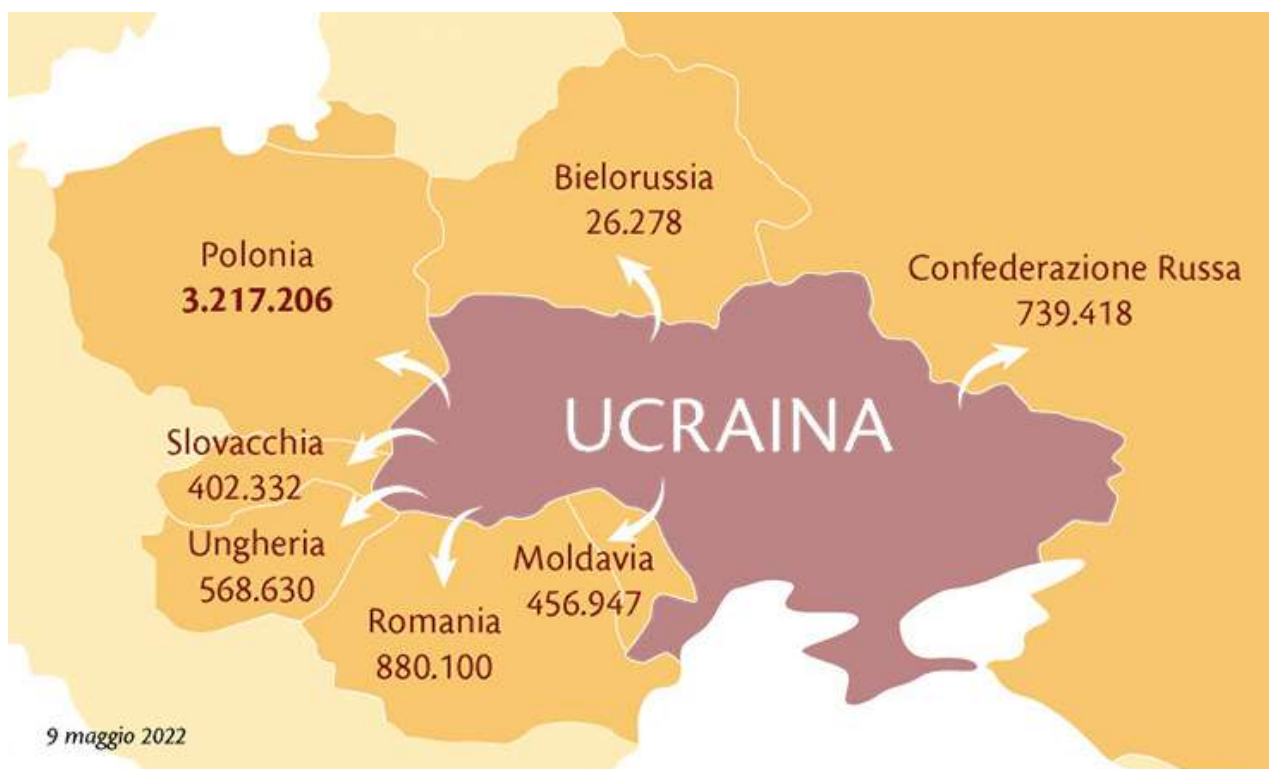 Bielorussia
26.278
Polonia
3.217.206
Confederazione Russa
739.418
UCRAINA
Slovacchia
402.332
Ungheria
568.630
Moldavia
456.947
Romania
880.100
9 maggio 2022